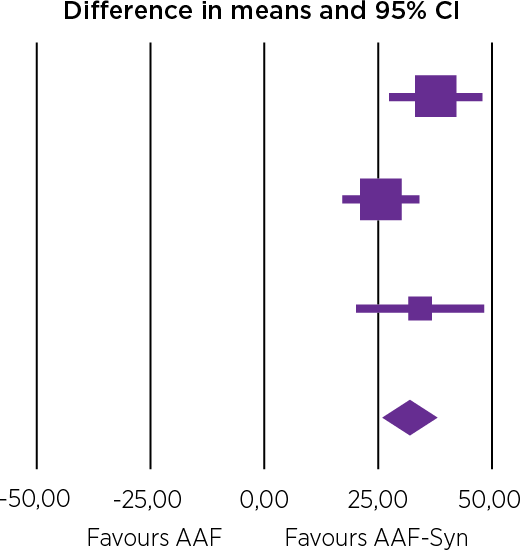 Difference in means and 95% CI
-50,00 -25,00 0,00 25,00 50,00
Favours AAF Favours AAF-Syn